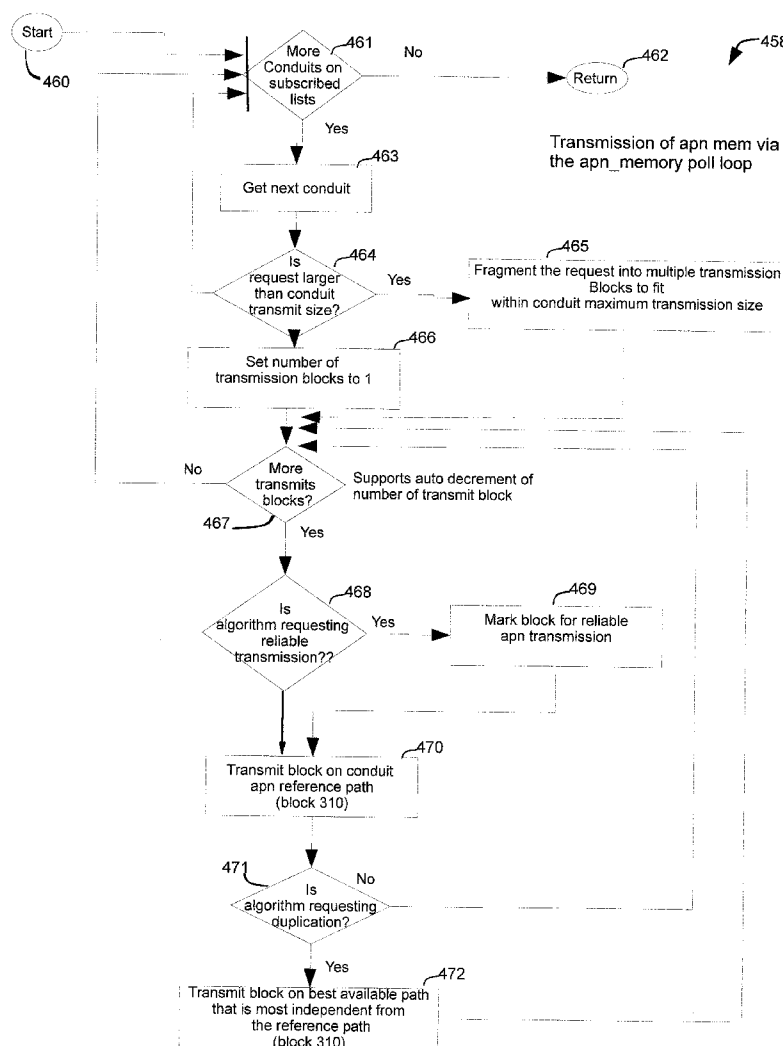 Start
460
461
More
Conduits on
subscribed
lists
No
462
Return
458
Transmission of apn mem via
the apn_memory poll loop
Yes
463
Get next conduit
464
Is
request larger
than conduit
transmit size?
Yes
465
Fragment the request into multiple transmission
Blocks to fit
within conduit maximum transmission size
466
Set number of
transmission blocks to 1
No
More
transmits
blocks?
Supports auto decrement of
number of transmit block
467
Yes
468
Is
algorithm requesting
reliable
transmission??
Yes
469
Mark block for reliable
apn transmission
470
Transmit block on conduit
apn reference path
(block 310)
471
Is
algorithm requesting
duplication?
No
Yes
472
Transmit block on best available path
that is most independent from
the reference path
(block 310)